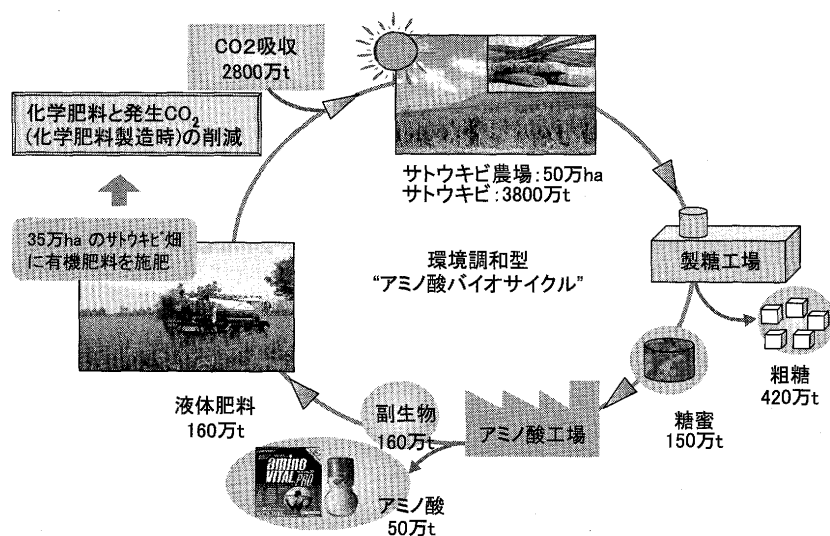 CO2吸収
2800万t
化学肥料と発生CO₂
(化学肥料製造時)の削減
サトウキビ農場:50万ha
サトウキビ:3800万t
35万ha のサトウキビ畑
に有機肥料を施肥
環境調和型
“アミノ酸バイオサイクル”
製糖工場
粗糖
420万t
糖蜜
150万t
アミノ酸工場
副生物
160万t
液体肥料
160万t
amino
VITAL
PRO
アミノ酸
50万t